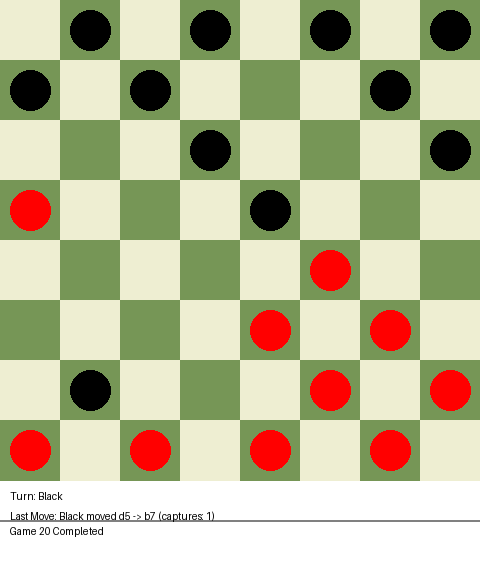 Turn: Black
Last Move: Black moved d5 -> b7 (captures: 1)
Game 20 Completed